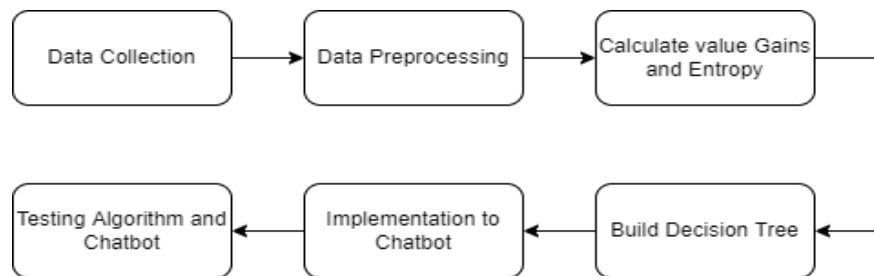 Data Collection
Data Preprocessing
Calculate value Gains
and Entropy
Build Decision Tree
Implementation to
Chatbot
Testing Algorithm and
Chatbot